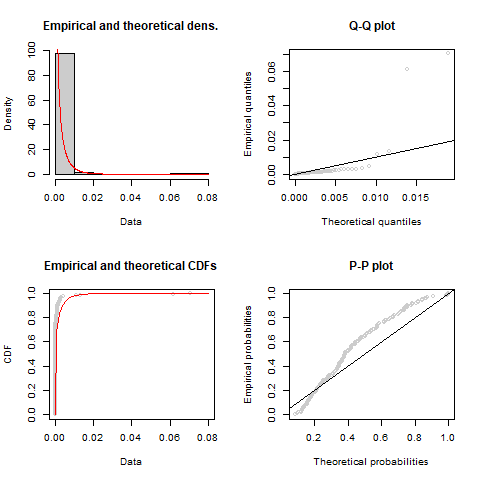 Empirical and theoretical dens.
Density
0 20 40 60 80 100
0.00 0.02 0.04 0.06 0.08
Data
Q-Q plot
Empirical quantiles
0.00 0.02 0.06
0.000 0.005 0.010 0.015
Theoretical quantiles
Empirical and theoretical CDFs
CDF
0.0 0.2 0.4 0.6 0.8 1.0
0.00 0.02 0.04 0.06 0.08
Data
P-P plot
Empirical probabilities
0.0 0.2 0.4 0.6 0.8 1.0
0.2 0.4 0.6 0.8 1.0
Theoretical probabilities